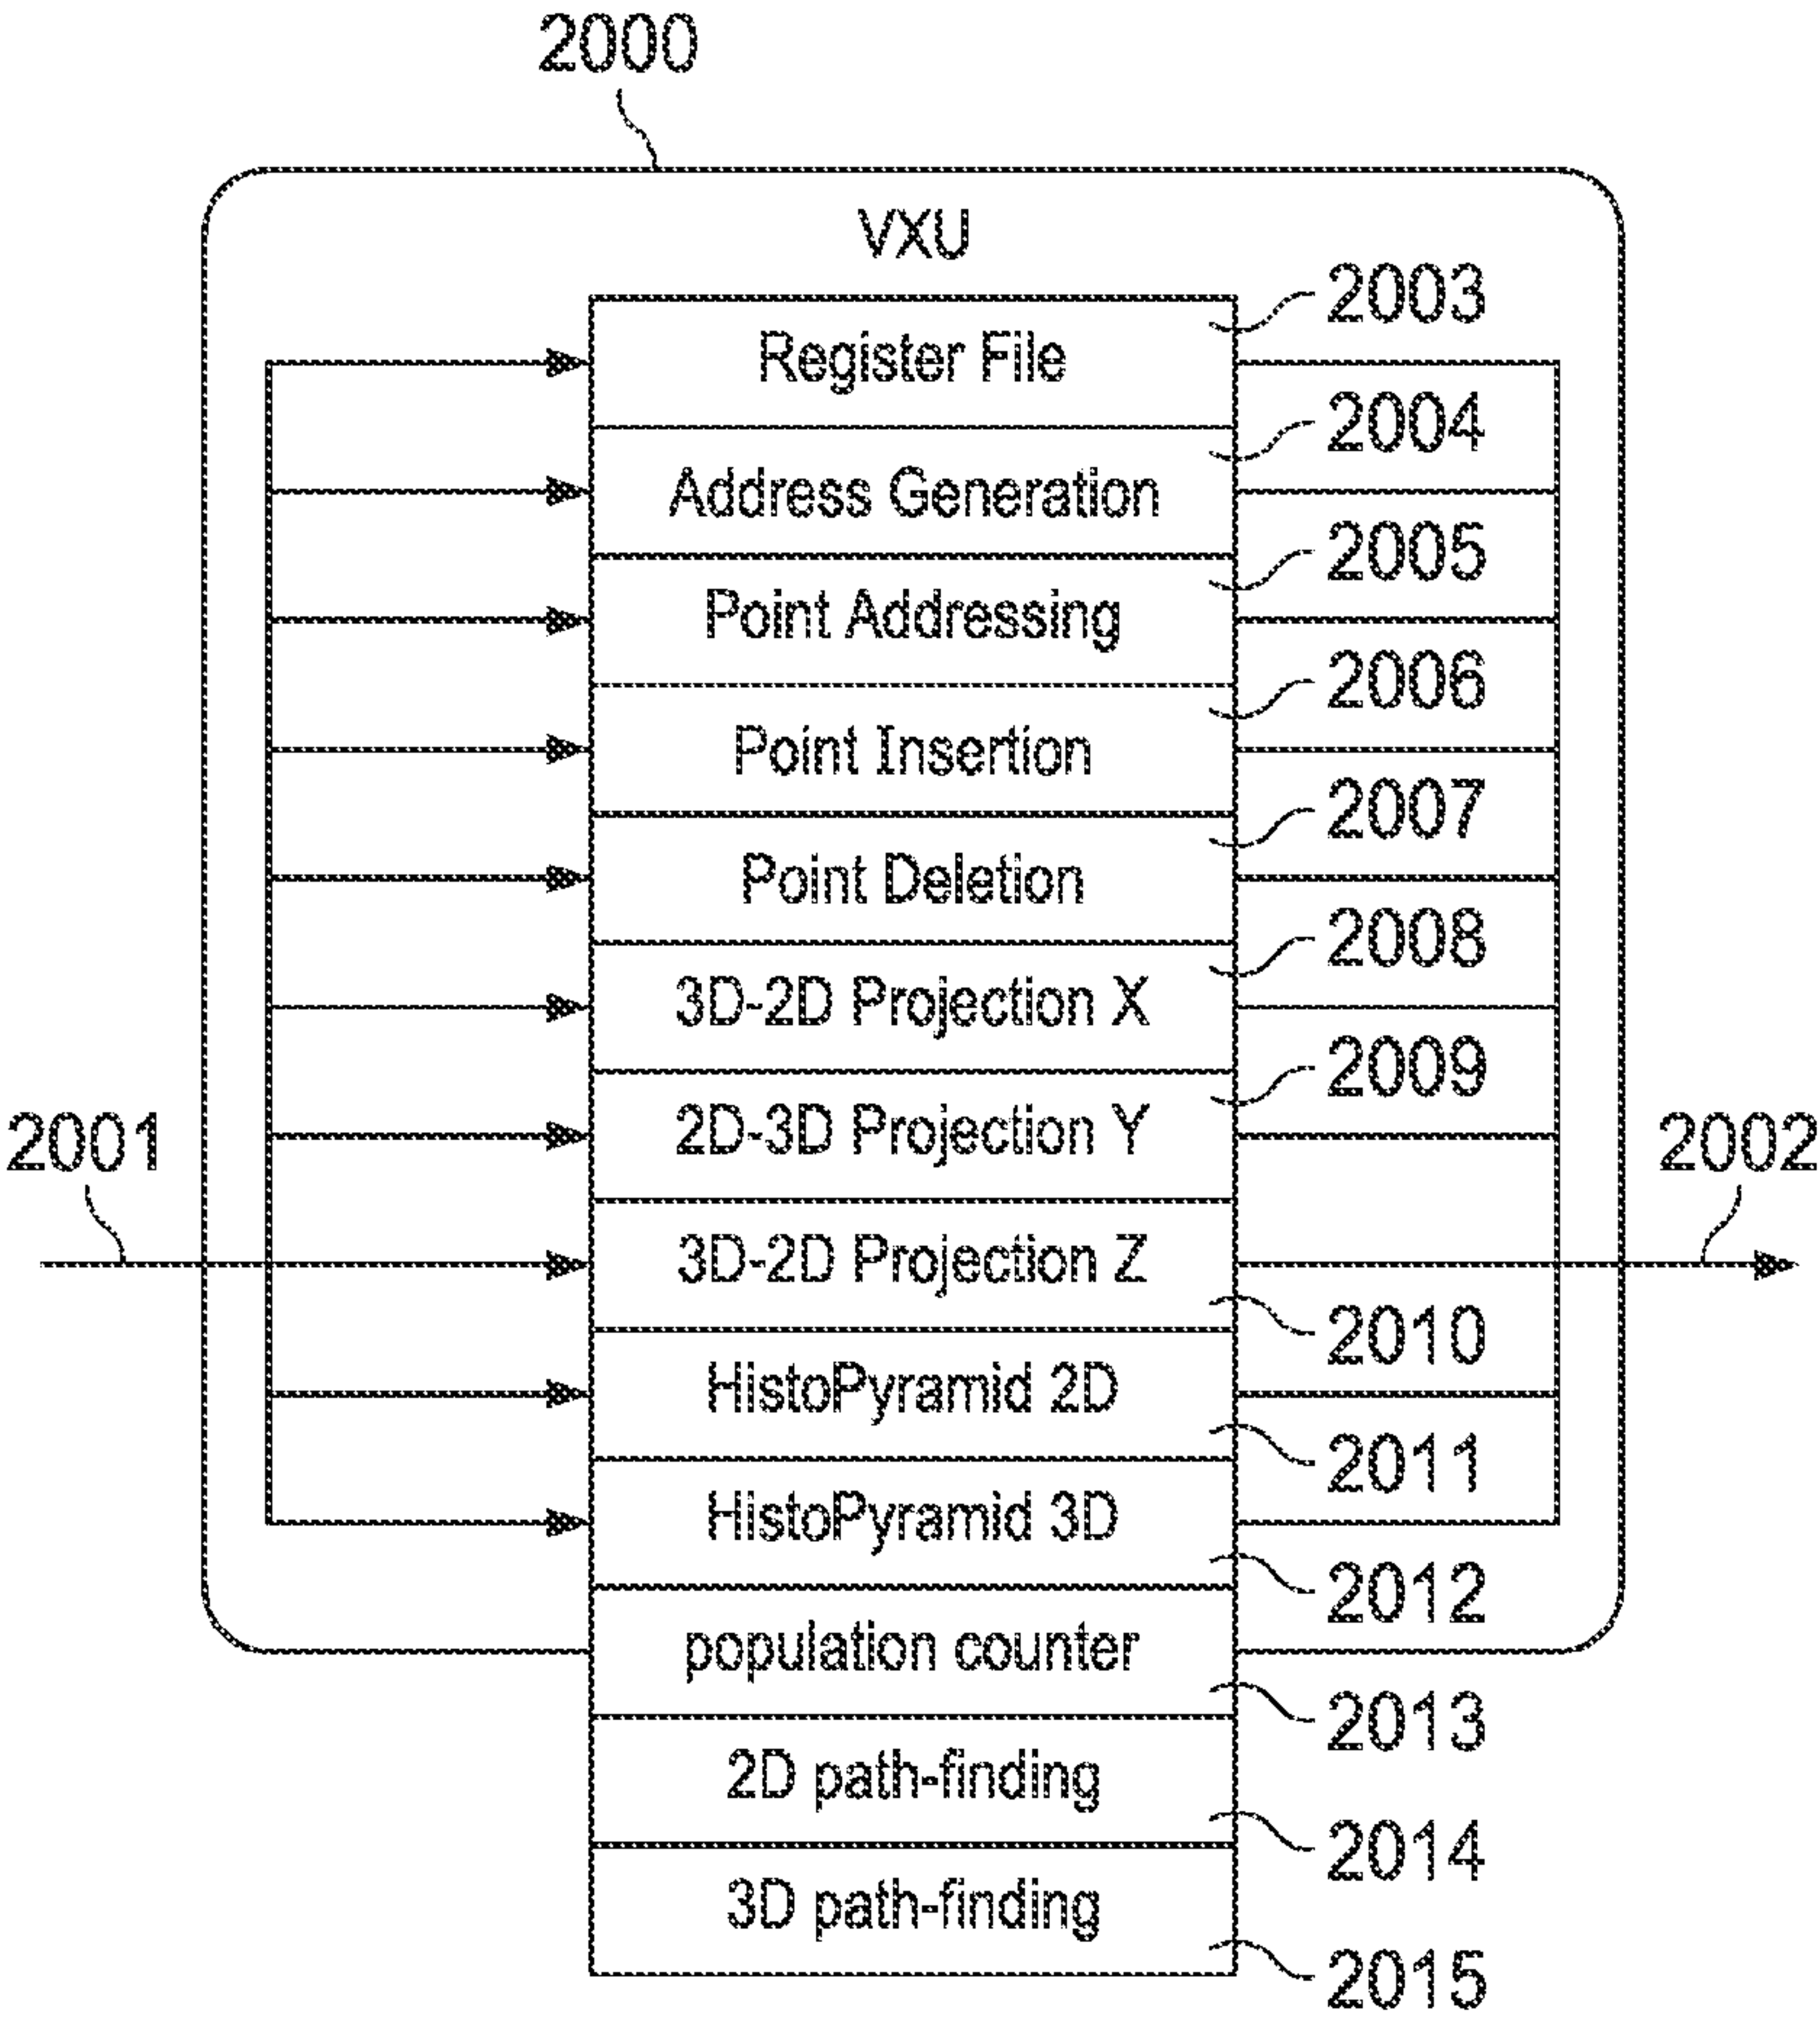 2000
VXU
Register File
2003
Address Generation
2004
Point Addressing
2005
Point Insertion
2006
Point Deletion
2007
3D-2D Projection X
2008
2D-3D Projection Y
2009
2001
2002
3D-2D Projection Z
2010
HistoPyramid 2D
2011
HistoPyramid 3D
2012
population counter
2013
2D path-finding
2014
3D path-finding
2015